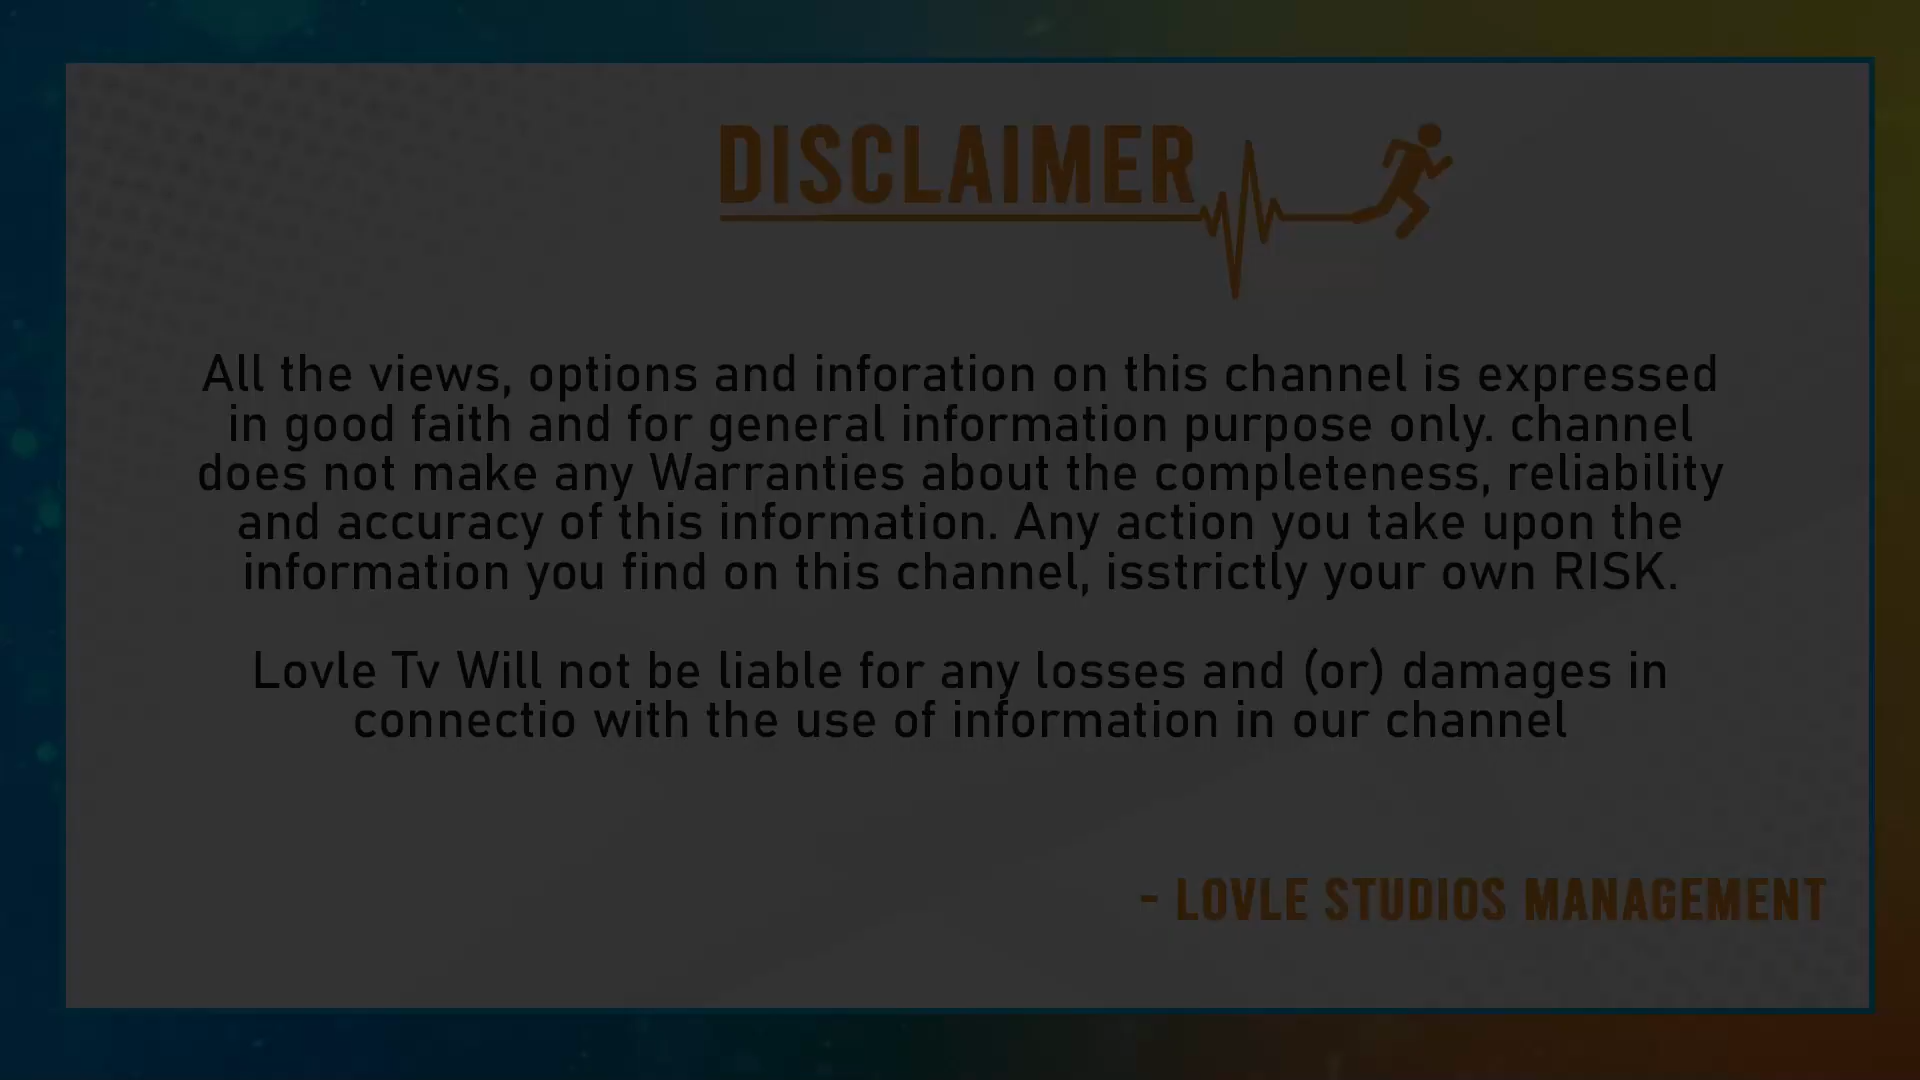 DISCLAIMER
All the views, options and inforation on this channel is expressed
in good faith and for general information purpose only. channel
does not make any Warranties about the completeness, reliability
and accuracy of this information. Any action you take upon the
information you find on this channel, isstrictly your own RISK.
Lovle Tv Will not be liable for any losses and (or) damages in
connectio with the use of information in our channel
- LOVLE STUDIOS MANAGEMENT